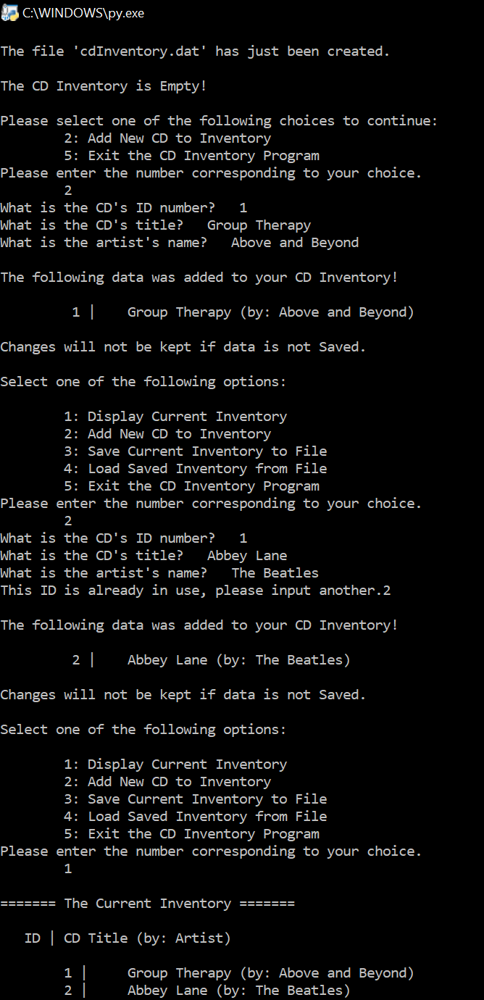 C:\WINDOWS\py.exe
The file 'cdInventory.dat' has just been created.
The CD Inventory is Empty!
Please select one of the following choices to continue:
2: Add New CD to Inventory
5: Exit the CD Inventory Program
Please enter the number corresponding to your choice.
2
What is the CD's ID number?   1
What is the CD's title?   Group Therapy
What is the artist's name?   Above and Beyond
The following data was added to your CD Inventory!
1 |    Group Therapy (by: Above and Beyond)
Changes will not be kept if data is not Saved.
Select one of the following options:
1: Display Current Inventory
2: Add New CD to Inventory
3: Save Current Inventory to File
4: Load Saved Inventory from File
5: Exit the CD Inventory Program
Please enter the number corresponding to your choice.
2
What is the CD's ID number?   1
What is the CD's title?   Abbey Lane
What is the artist's name?   The Beatles
This ID is already in use, please input another.2
The following data was added to your CD Inventory!
2 |    Abbey Lane (by: The Beatles)
Changes will not be kept if data is not Saved.
Select one of the following options:
1: Display Current Inventory
2: Add New CD to Inventory
3: Save Current Inventory to File
4: Load Saved Inventory from File
5: Exit the CD Inventory Program
Please enter the number corresponding to your choice.
1
======= The Current Inventory =======
ID | CD Title (by: Artist)
1 |     Group Therapy (by: Above and Beyond)
2 |     Abbey Lane (by: The Beatles)